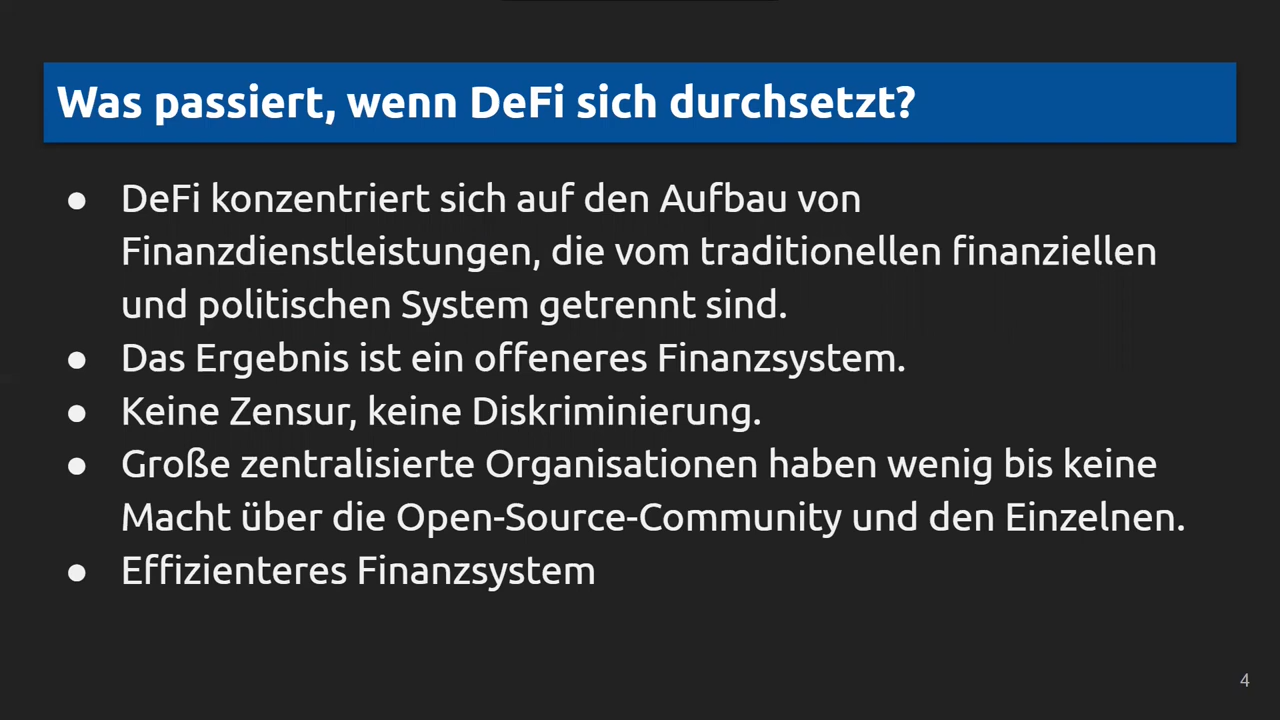 Was passiert, wenn DeFi sich durchsetzt?
● DeFi konzentriert sich auf den Aufbau von
Finanzdienstleistungen, die vom traditionellen finanziellen
und politischen System getrennt sind.
● Das Ergebnis ist ein offeneres Finanzsystem.
● Keine Zensur, keine Diskriminierung.
● Große zentralisierte Organisationen haben wenig bis keine
Macht über die Open-Source-Community und den Einzelnen.
● Effizienteres Finanzsystem
4